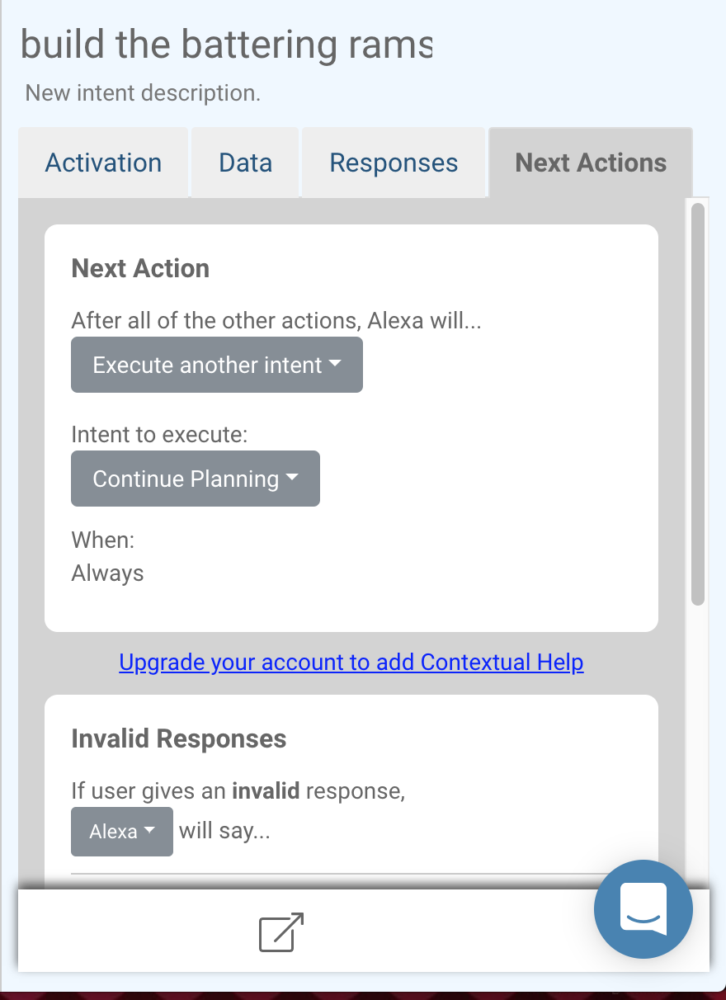 build the battering rams
New intent description.
Activation
Data
Responses
Next Actions
Next Action
After all of the other actions, Alexa will...
Execute another intent
Intent to execute:
Continue Planning
When:
Always
Upgrade your account to add Contextual Help
Invalid Responses
If user gives an invalid response,
Alexa will say...